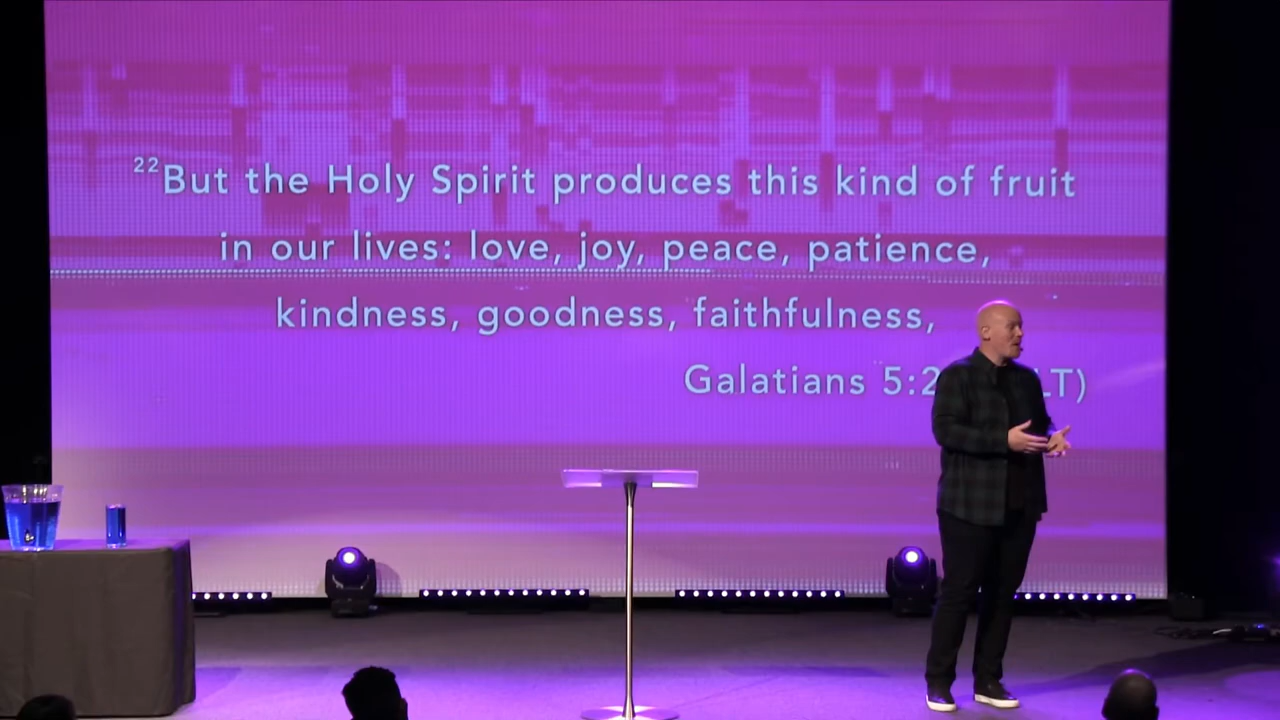 22But the Holy Spirit produces this kind of fruit
in our lives: love, joy, peace, patience,
kindness, goodness, faithfulness,
Galatians 5:2 LT)